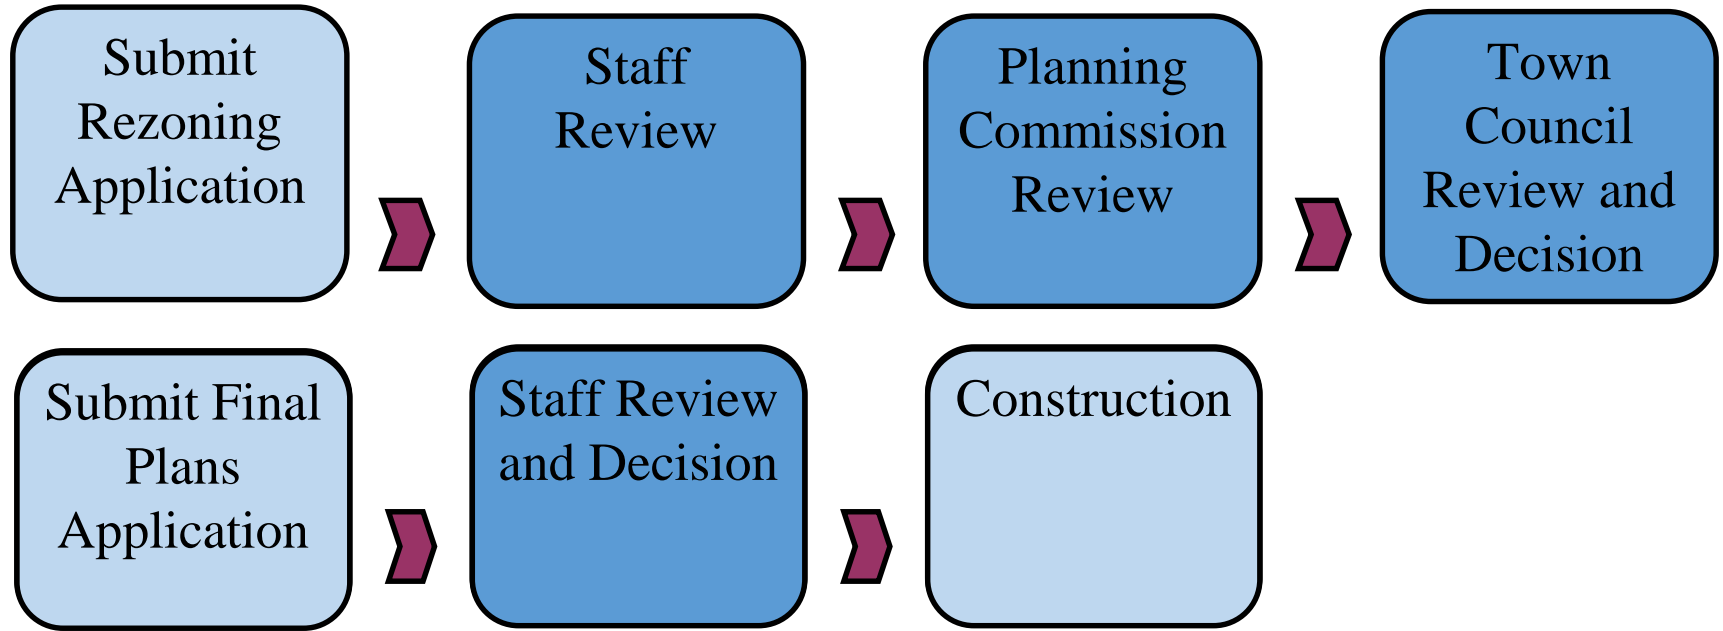 Submit
Rezoning
Application
Staff
Review
Planning
Commission
Review
Town
Council
Review and
Decision
Submit Final
Plans
Application
Staff Review
and Decision
Construction